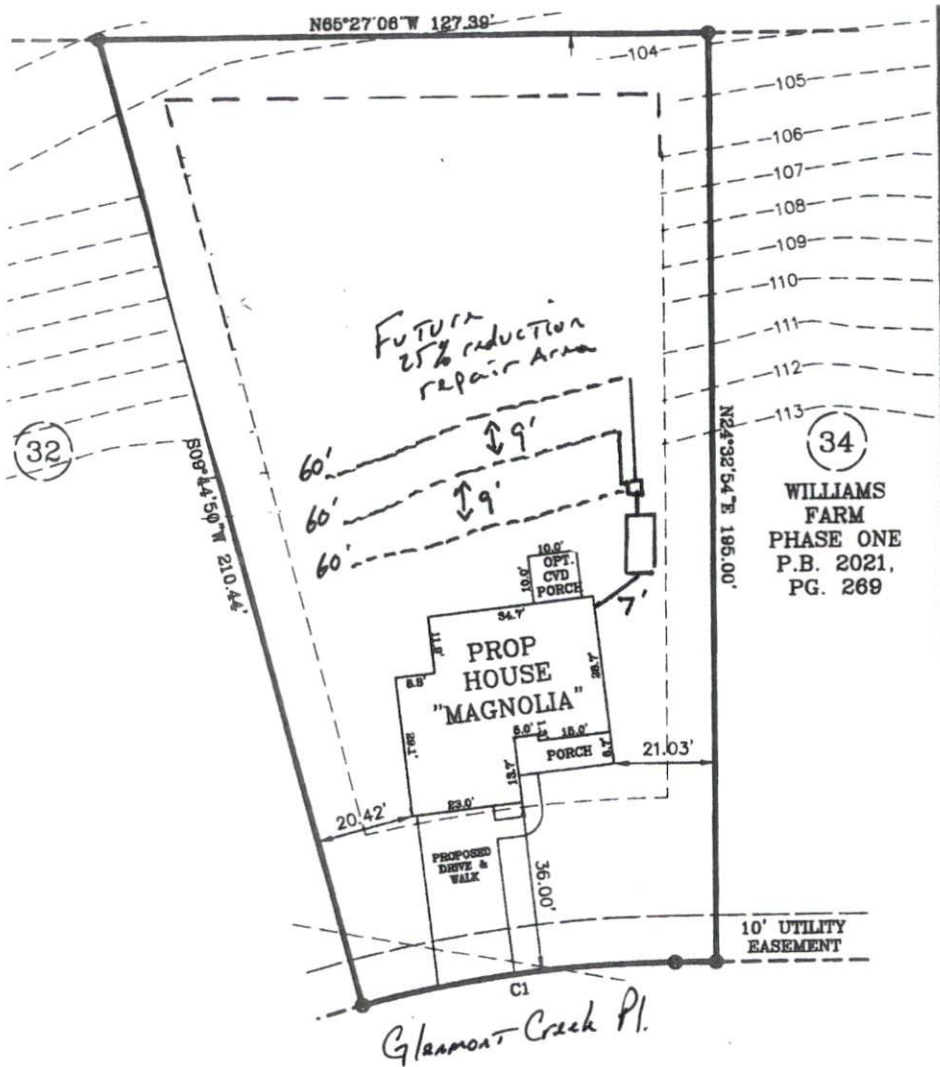 N65°27'06"W 127.39'
104
105
106
107
108
109
110
111
112
113
Future
25% reduction
repair Area
60'
9'
60'
9'
60'
32
S08°44'50"W 210.44'
N24°32'54"E 195.00'
34
WILLIAMS
FARM
PHASE ONE
P.B. 2021,
PG. 269
10.0'
10.0'
OPT.
CVD
PORCH
7'
34.7'
PROP
HOUSE
"MAGNOLIA"
28.7'
29.1'
5.0'
15.0'
PORCH
13.7'
21.03'
20.42'
23.0'
PROPOSED
DRIVE &
WALK
36.00'
10' UTILITY
EASEMENT
C1
Glenmont Creek Pl.